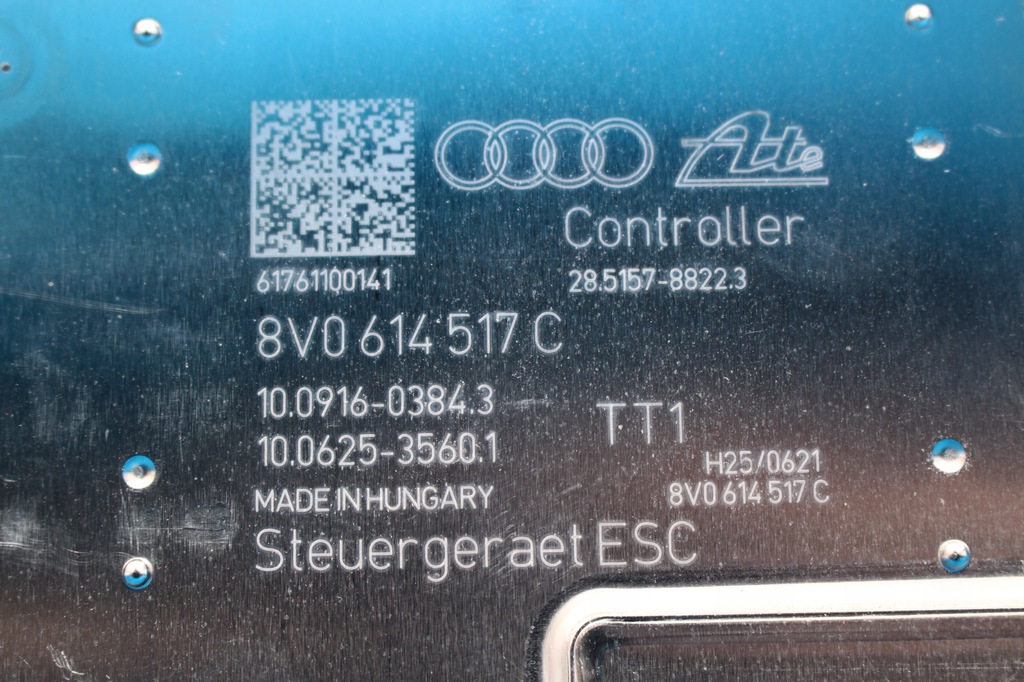 Ate
Controller
61761100141
28.5157-8822.3
8V0 614 517 C
10.0916-0384.3
10.0625-3560.1
TT1
H25/0621
8V0 614 517 C
MADE IN HUNGARY
Steuergeraet ESC